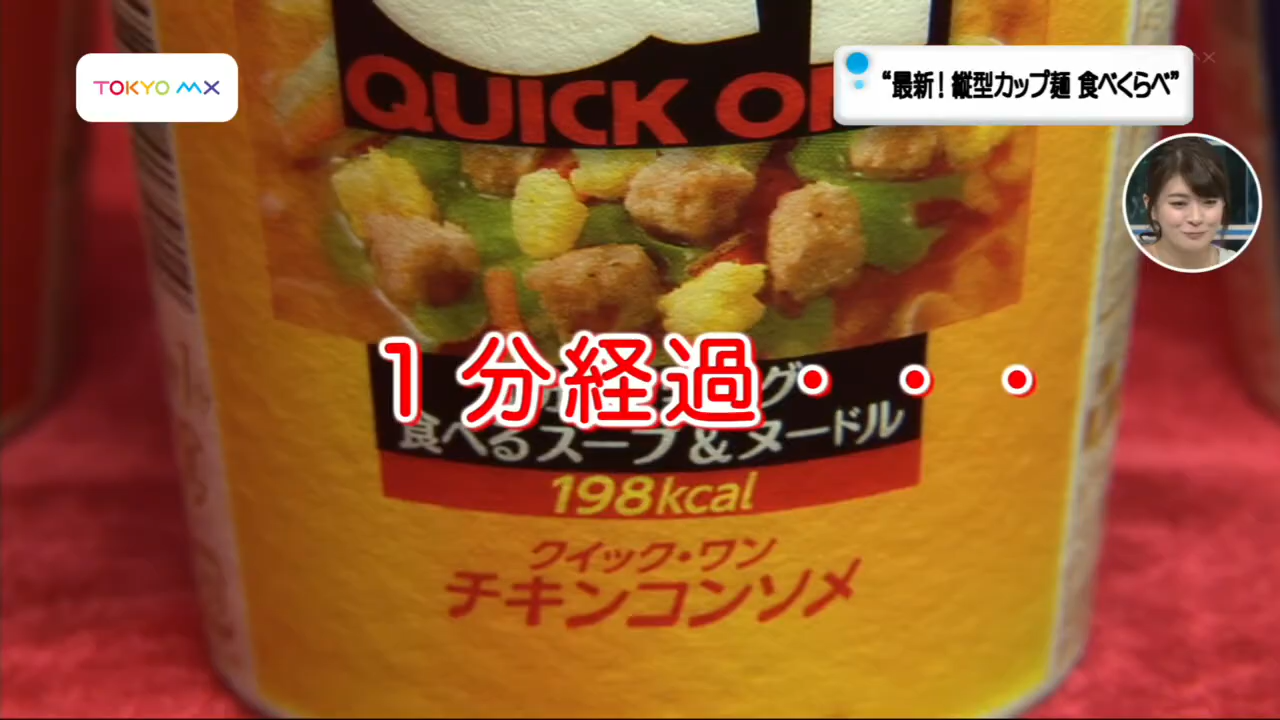 TOKYO MX
“最新！縦型カップ麺 食べくらべ”
QUICK
1分経過・・・
食べるスープ&ヌードル
198kcal
クイック・ワン
チキンコンソメ